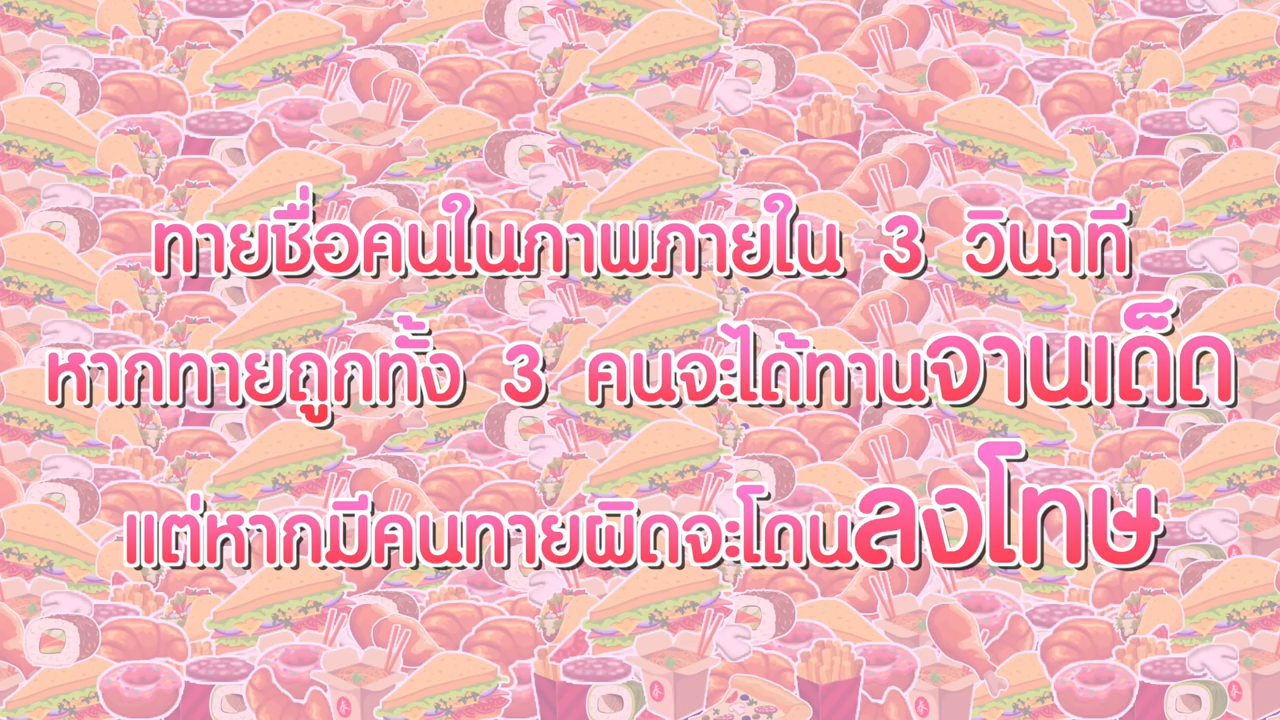 ทายชื่อคนในภาพภายใน 3 วินาที
หากทายถูกทั้ง 3 คนจะได้ทานจานเด็ด
แต่หากมีคนทายผิดจะโดนลงโทษ